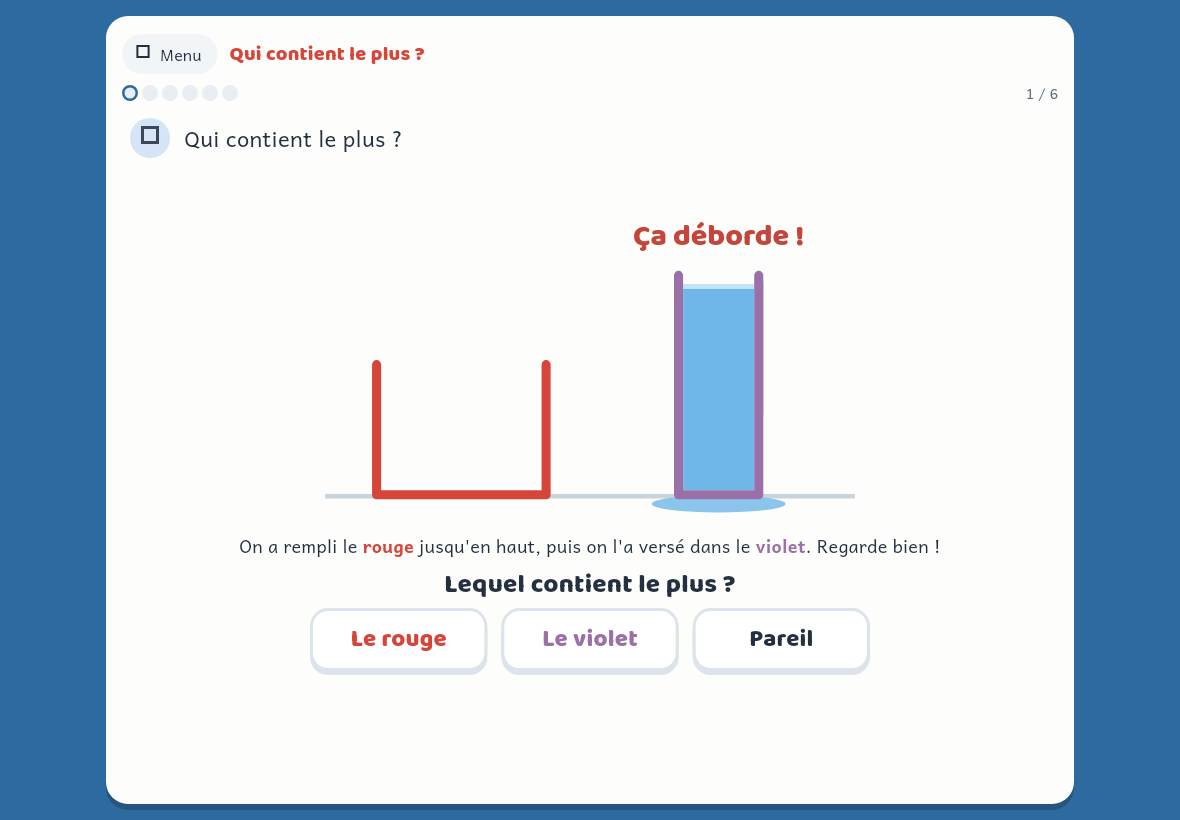 Menu
Qui contient le plus ?
1 / 6
Qui contient le plus ?
Ça déborde !
On a rempli le rouge jusqu'en haut, puis on l'a versé dans le violet. Regarde bien !
Lequel contient le plus ?
Le rouge
Le violet
Pareil